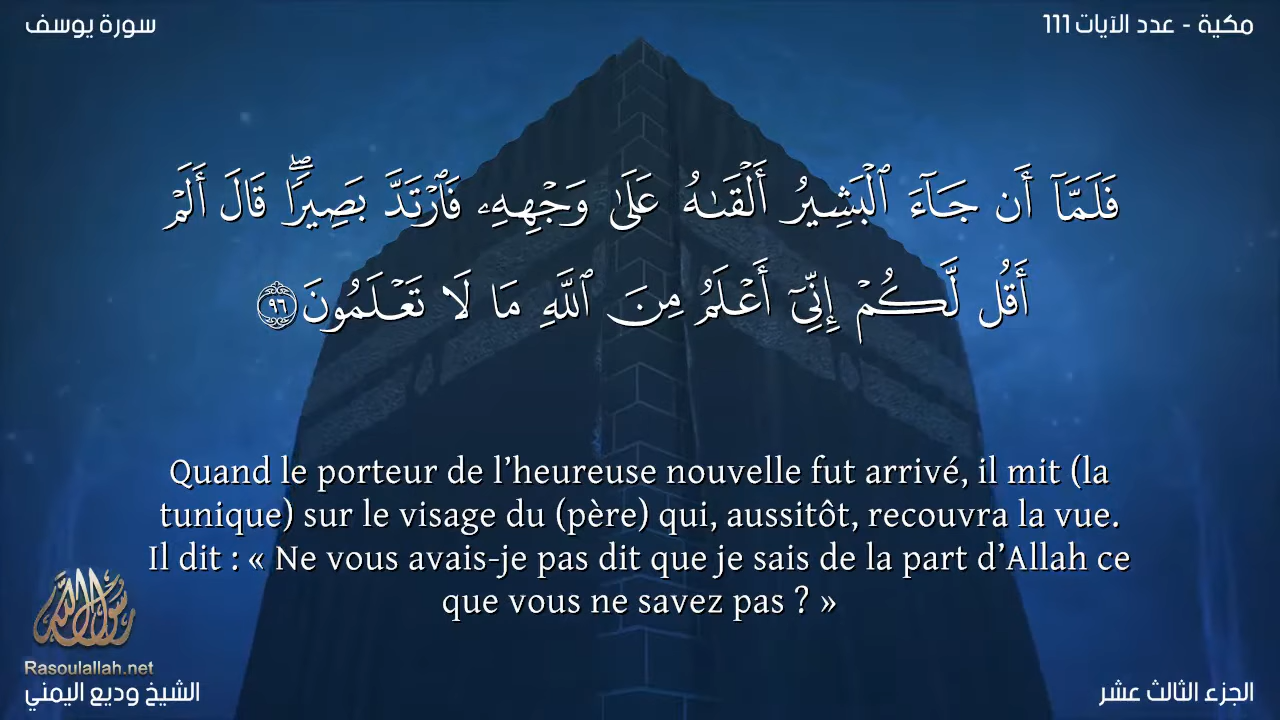 سورة يوسف
مكية - عدد الآيات 111
فَلَمَّآ أَن جَآءَ ٱلْبَشِيرُ أَلْقَىٰهُ عَلَىٰ وَجْهِهِۦ فَٱرْتَدَّ بَصِيرًۭا ۖ قَالَ أَلَمْ
أَقُل لَّكُمْ إِنِّىٓ أَعْلَمُ مِنَ ٱللَّهِ مَا لَا تَعْلَمُونَ ٩٦
Quand le porteur de l’heureuse nouvelle fut arrivé, il mit (la
tunique) sur le visage du (père) qui, aussitôt, recouvra la vue.
Il dit : « Ne vous avais-je pas dit que je sais de la part d’Allah ce
que vous ne savez pas ? »
رسول الله
Rasoulallah.net
الشيخ وديع اليمني
الجزء الثالث عشر